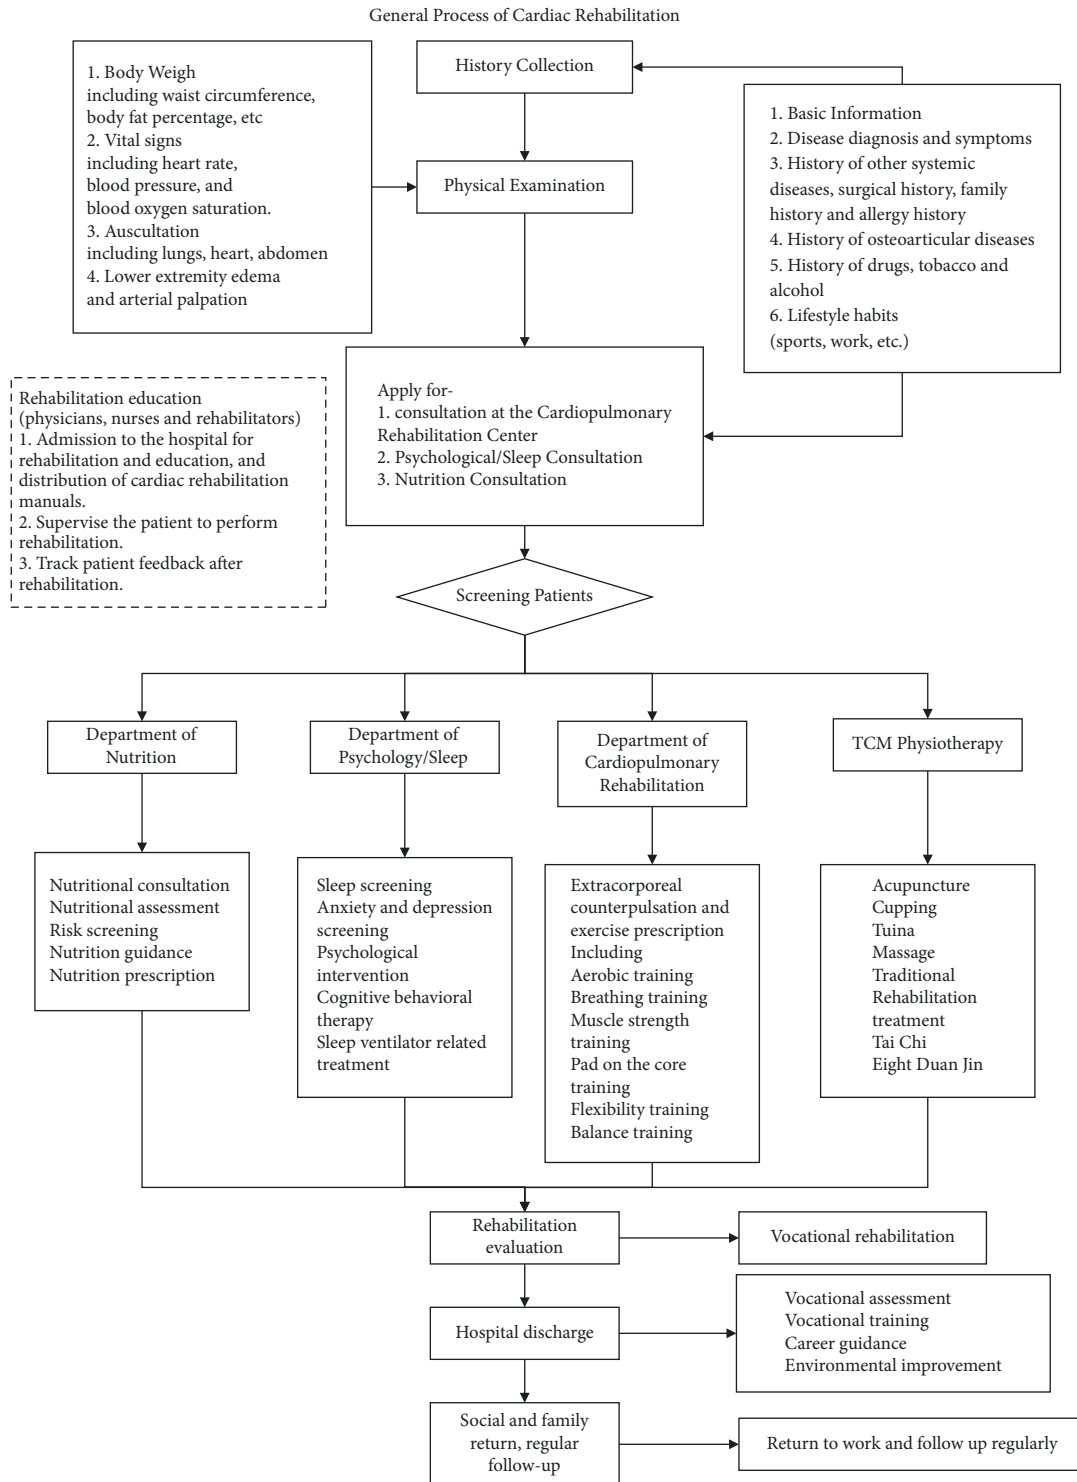 General Process of Cardiac Rehabilitation
1. Body Weigh
including waist circumference,
body fat percentage, etc
2. Vital signs
including heart rate,
blood pressure, and
blood oxygen saturation.
3. Auscultation
including lungs, heart, abdomen
4. Lower extremity edema
and arterial palpation
History Collection
Physical Examination
1. Basic Information
2. Disease diagnosis and symptoms
3. History of other systemic
diseases, surgical history, family
history and allergy history
4. History of osteoarticular diseases
5. History of drugs, tobacco and
alcohol
6. Lifestyle habits
(sports, work, etc.)
Rehabilitation education
(physicians, nurses and rehabilitators)
1. Admission to the hospital for
rehabilitation and education, and
distribution of cardiac rehabilitation
manuals.
2. Supervise the patient to perform
rehabilitation.
3. Track patient feedback after
rehabilitation.
Apply for-
1. consultation at the Cardiopulmonary
Rehabilitation Center
2. Psychological/Sleep Consultation
3. Nutrition Consultation
Screening Patients
Department of
Nutrition
Department of
Psychology/Sleep
Department of
Cardiopulmonary
Rehabilitation
TCM Physiotherapy
Nutritional consultation
Nutritional assessment
Risk screening
Nutrition guidance
Nutrition prescription
Sleep screening
Anxiety and depression
screening
Psychological
intervention
Cognitive behavioral
therapy
Sleep ventilator related
treatment
Extracorporeal
counterpulsation and
exercise prescription
Including
Aerobic training
Breathing training
Muscle strength
training
Pad on the core
training
Flexibility training
Balance training
Acupuncture
Cupping
Tuina
Massage
Traditional
Rehabilitation
treatment
Tai Chi
Eight Duan Jin
Rehabilitation
evaluation
Vocational rehabilitation
Hospital discharge
Vocational assessment
Vocational training
Career guidance
Environmental improvement
Social and family
return, regular
follow-up
Return to work and follow up regularly